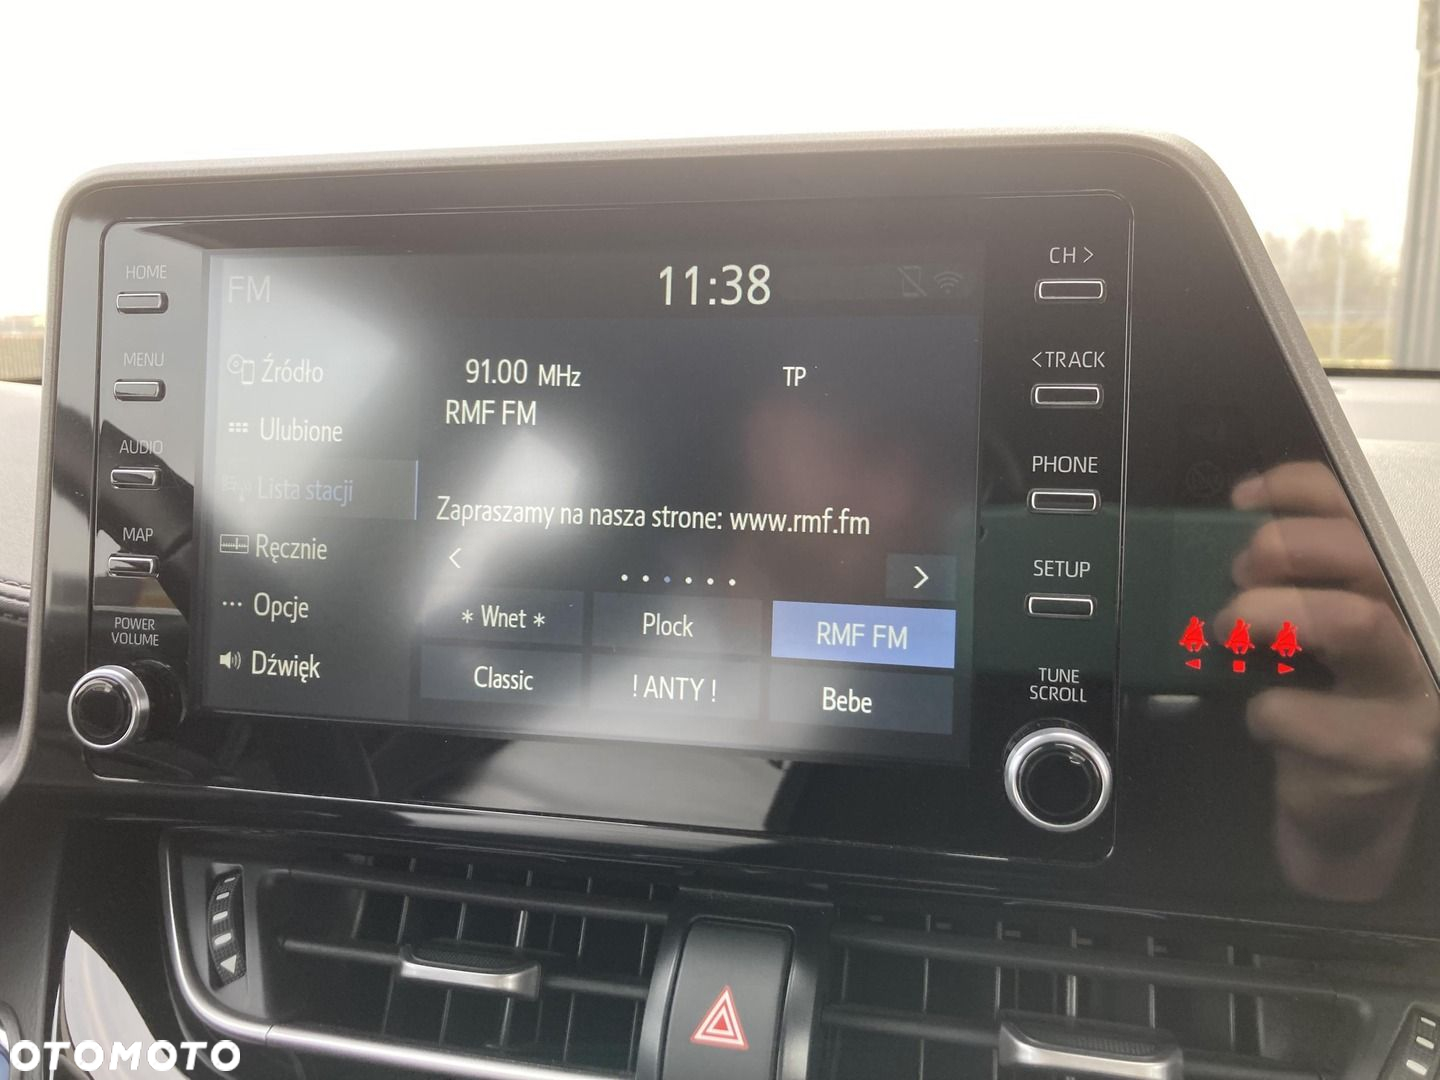 HOME
MENU
AUDIO
MAP
POWER
VOLUME
FM
11:38
Źródło
Ulubione
Lista stacji
Ręcznie
··· Opcje
Dźwięk
91.00 MHz
TP
RMF FM
Zapraszamy na nasza strone: www.rmf.fm
<
>
* Wnet *
Plock
RMF FM
Classic
! ANTY !
Bebe
CH >
< TRACK
PHONE
SETUP
TUNE
SCROLL
OTOMOTO